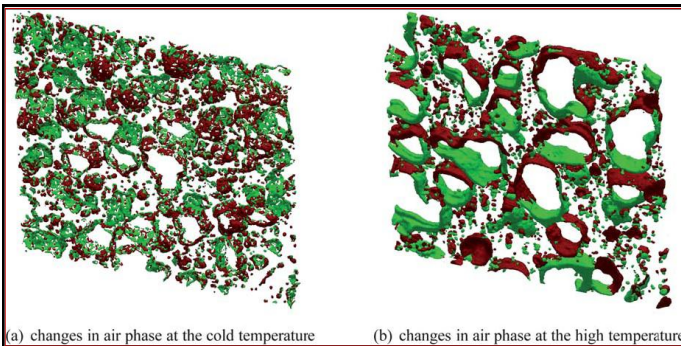 (a) changes in air phase at the cold temperature
(b) changes in air phase at the high temperature